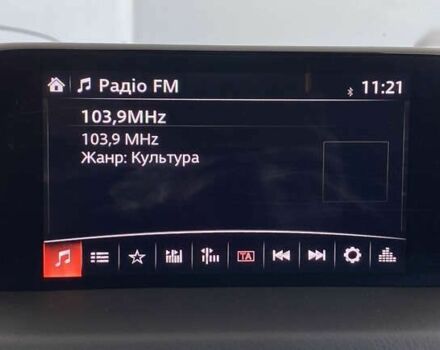 Радіо FM 11:21
103,9MHz
103,9 MHz
Жанр: Культура
TA